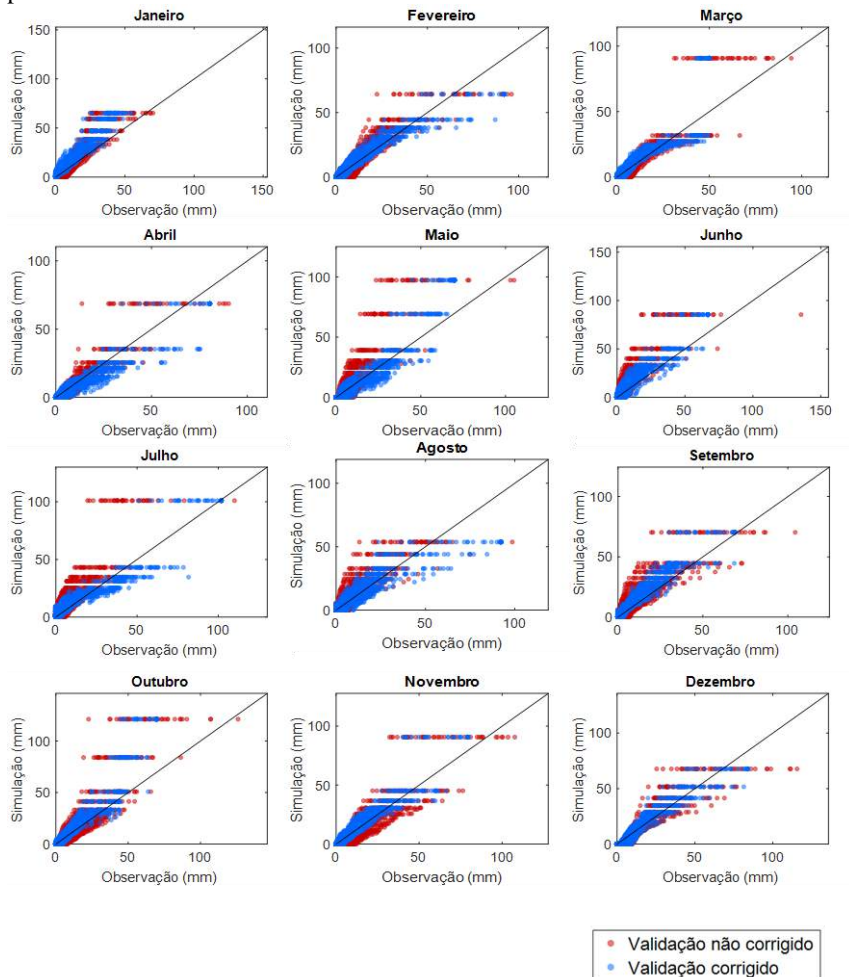 Janeiro
Fevereiro
Março
Simulação (mm)
150
100
50
0
0
50
100
150
Observação (mm)
Simulação (mm)
100
50
0
0
50
100
Observação (mm)
Simulação (mm)
100
50
0
0
50
100
Observação (mm)
Abril
Maio
Junho
Simulação (mm)
100
50
0
0
50
100
Observação (mm)
Simulação (mm)
100
50
0
0
50
100
Observação (mm)
Simulação (mm)
150
100
50
0
0
50
100
150
Observação (mm)
Julho
Agosto
Setembro
Simulação (mm)
100
50
0
0
50
100
Observação (mm)
Simulação (mm)
100
50
0
0
50
100
Observação (mm)
Simulação (mm)
100
50
0
0
50
100
Observação (mm)
Outubro
Novembro
Dezembro
Simulação (mm)
100
50
0
0
50
100
Observação (mm)
Simulação (mm)
100
50
0
0
50
100
Observação (mm)
Simulação (mm)
100
50
0
0
50
100
Observação (mm)
Validação não corrigido
Validação corrigido